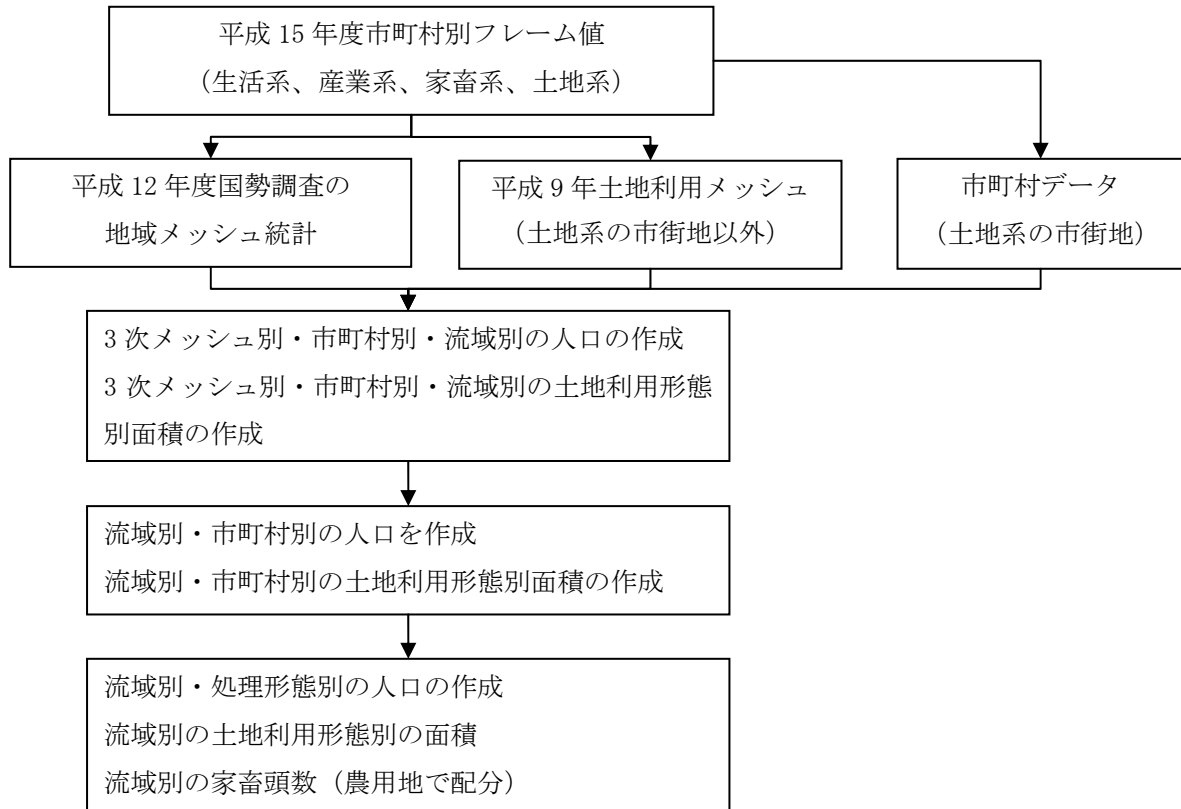 平成 15 年度市町村別フレーム値
（生活系、産業系、家畜系、土地系）
平成 12 年度国勢調査の
地域メッシュ統計
平成 9 年土地利用メッシュ
（土地系の市街地以外）
市町村データ
（土地系の市街地）
3 次メッシュ別・市町村別・流域別の人口の作成
3 次メッシュ別・市町村別・流域別の土地利用形態
別面積の作成
流域別・市町村別の人口を作成
流域別・市町村別の土地利用形態別面積の作成
流域別・処理形態別の人口の作成
流域別の土地利用形態別の面積
流域別の家畜頭数（農用地で配分）